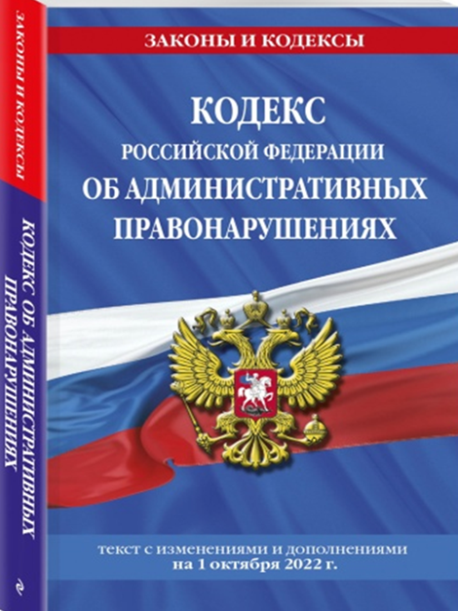 ЗАКОНЫ И КОДЕКСЫ
КОДЕКС
РОССИЙСКОЙ ФЕДЕРАЦИИ
ОБ АДМИНИСТРАТИВНЫХ
ПРАВОНАРУШЕНИЯХ
текст с изменениями и дополнениями
на 1 октября 2022 г.
ЗАКОНЫ И КОДЕКСЫ
КОДЕКС ОБ АДМИНИСТРАТИВНЫХ
ПРАВОНАРУШЕНИЯХ